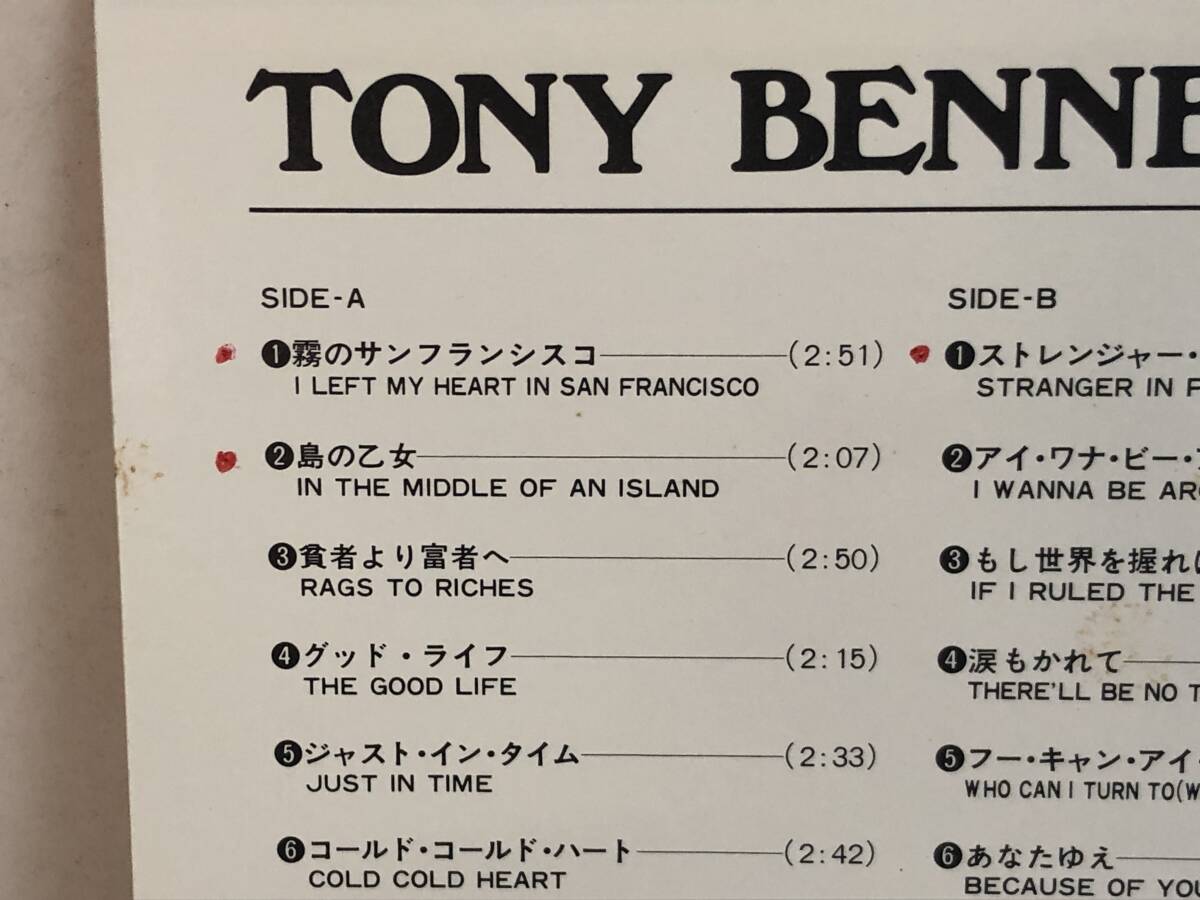 TONY BENNE
SIDE-A
❶霧のサンフランシスコ (2:51)
I LEFT MY HEART IN SAN FRANCISCO
❷島の乙女 (2:07)
IN THE MIDDLE OF AN ISLAND
❸貧者より富者へ (2:50)
RAGS TO RICHES
❹グッド・ライフ (2:15)
THE GOOD LIFE
❺ジャスト・イン・タイム (2:33)
JUST IN TIME
❻コールド・コールド・ハート (2:42)
COLD COLD HEART
SIDE-B
❶ストレンジャー・
STRANGER IN
❷アイ・ワナ・ビー・
I WANNA BE
❸もし世界を握れ
IF I RULED THE
❹涙もかれて
THERE'LL BE NO
❺フー・キャン・アイ・
WHO CAN I TURN TO(W
❻あなたゆえ
BECAUSE OF YOU